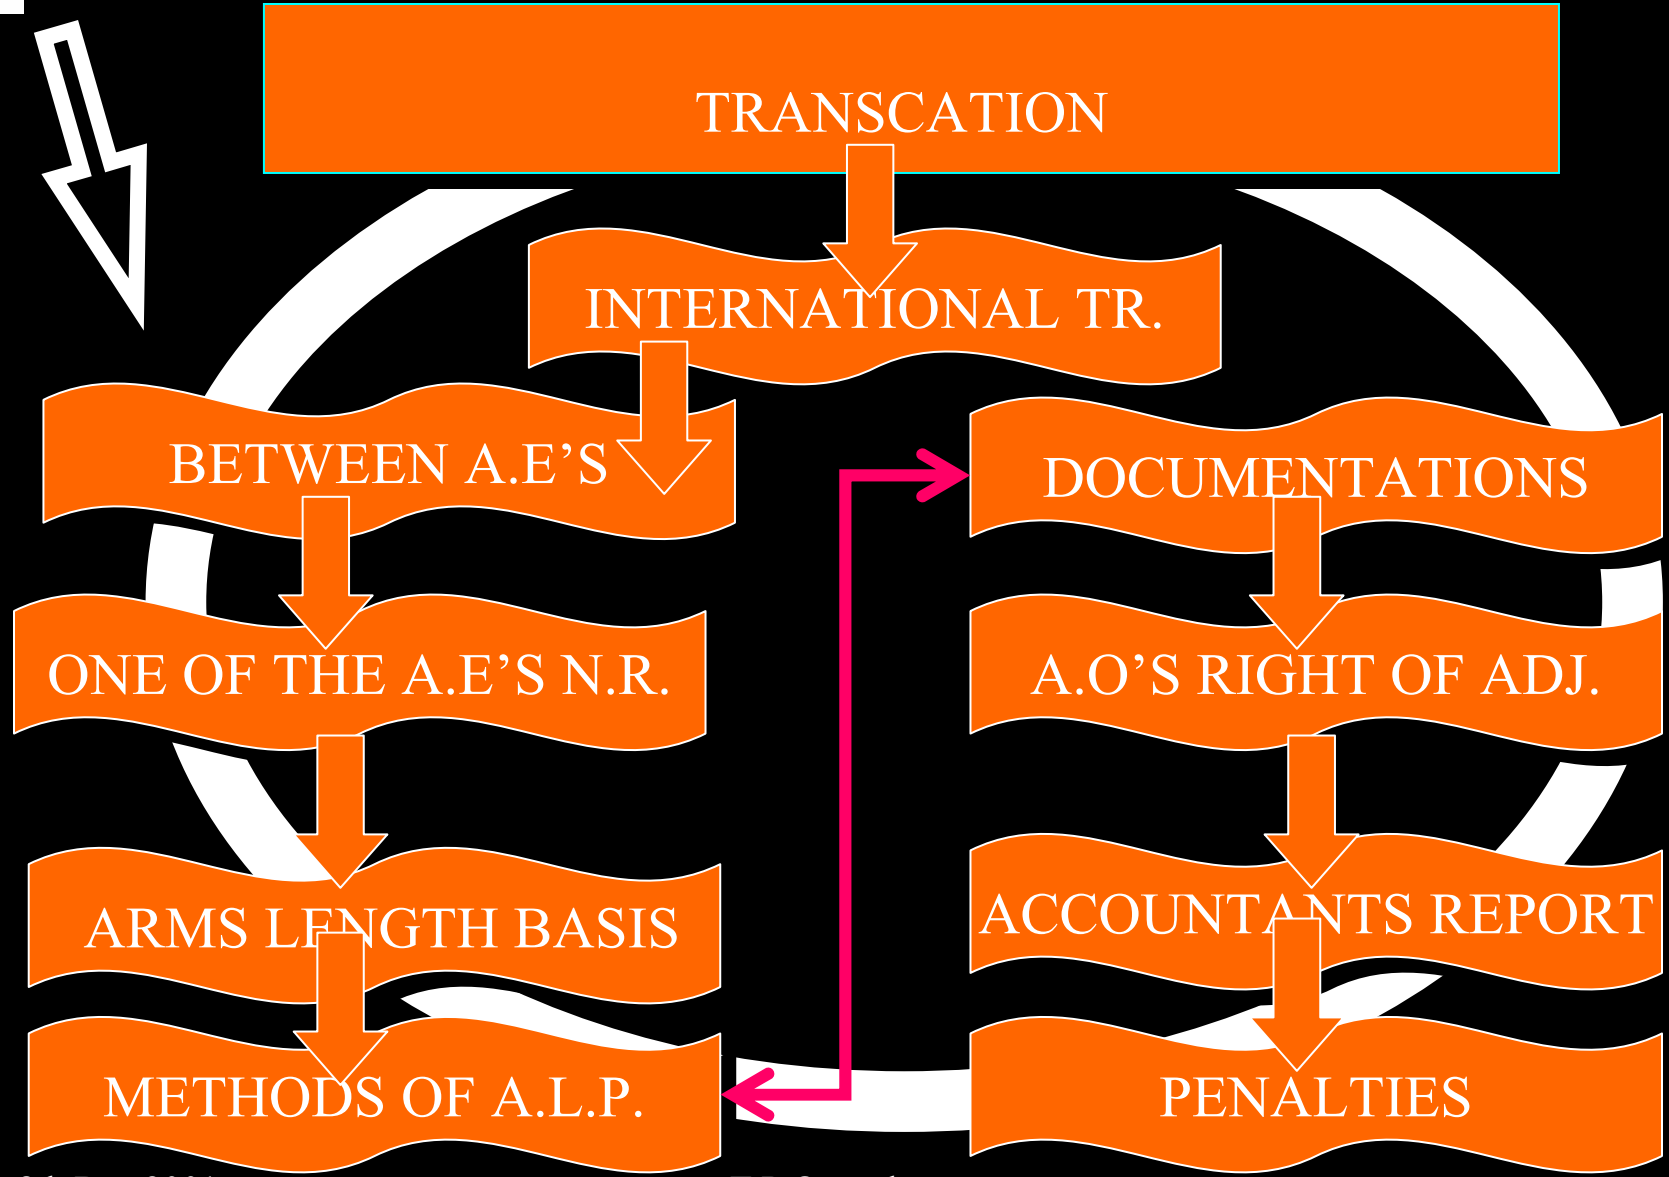 TRANSCATION
INTERNATIONAL TR.
BETWEEN A.E’S
ONE OF THE A.E’S N.R.
ARMS LENGTH BASIS
METHODS OF A.L.P.
DOCUMENTATIONS
A.O’S RIGHT OF ADJ.
ACCOUNTANTS REPORT
PENALTIES